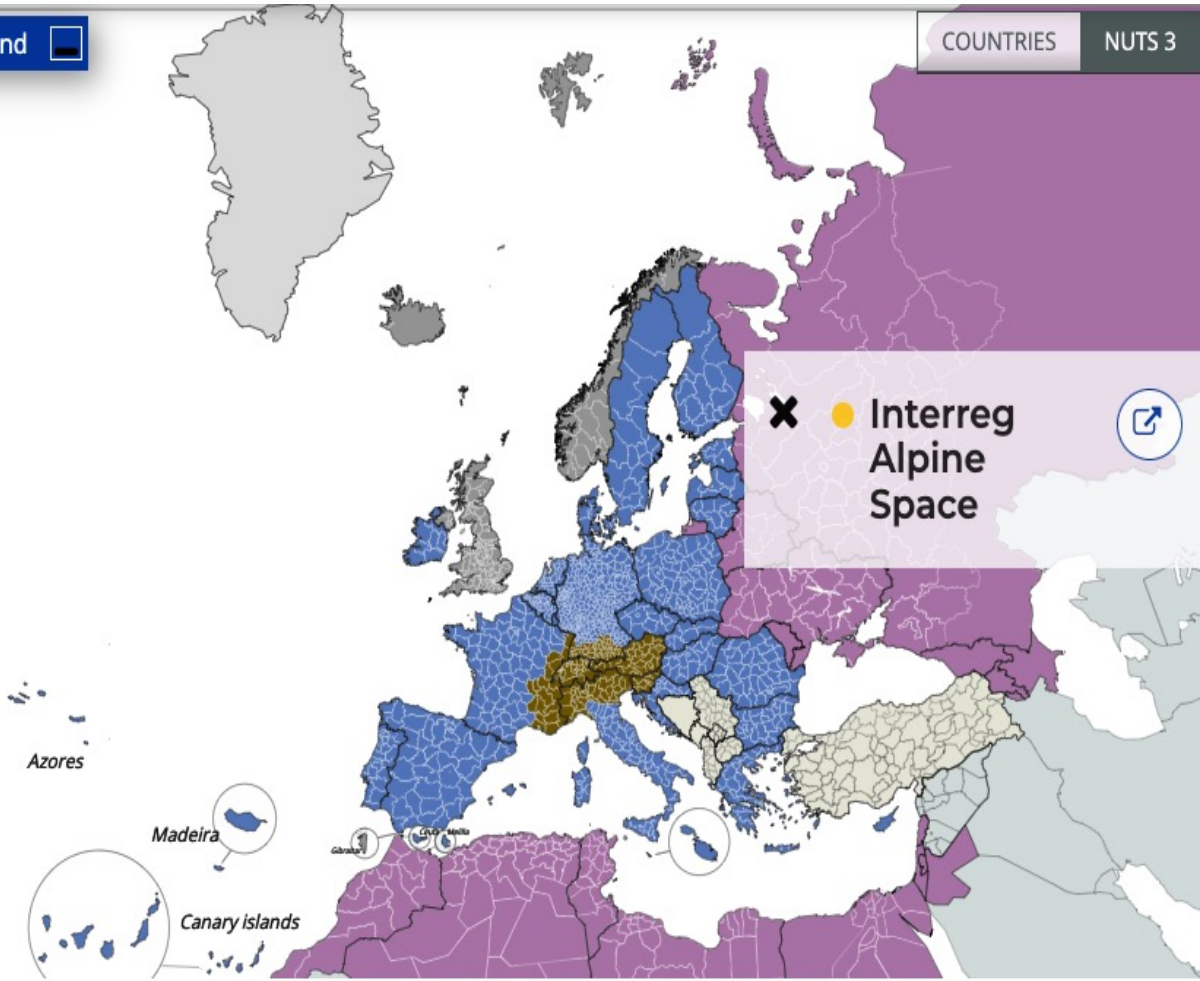 nd
COUNTRIES
NUTS 3
Interreg
Alpine
Space
Azores
Madeira
Gibraltar
Ceuta
Melilla
Canary islands